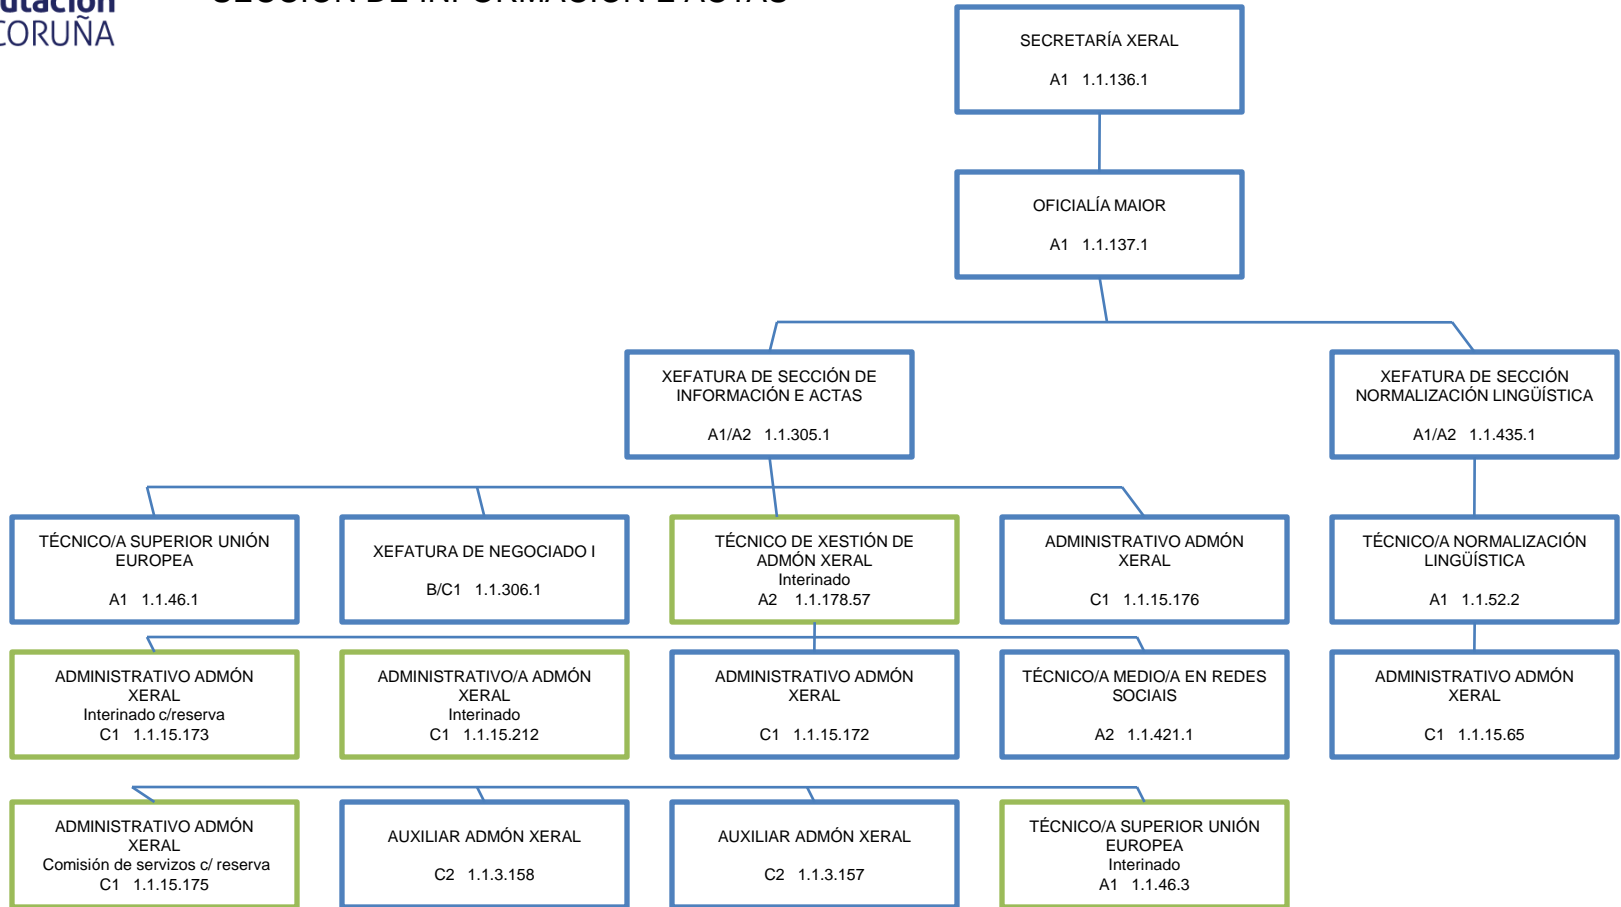 CORUÑA
SECRETARÍA XERAL
A1 1.1.136.1
OFICIALÍA MAIOR
A1 1.1.137.1
XEFATURA DE SECCIÓN DE
INFORMACIÓN E ACTAS
A1/A2 1.1.305.1
XEFATURA DE SECCIÓN
NORMALIZACIÓN LINGÜÍSTICA
A1/A2 1.1.435.1
TÉCNICO/A SUPERIOR UNIÓN
EUROPEA
A1 1.1.46.1
XEFATURA DE NEGOCIADO I
B/C1 1.1.306.1
TÉCNICO DE XESTIÓN DE
ADMÓN XERAL
Interinado
A2 1.1.178.57
ADMINISTRATIVO ADMÓN
XERAL
C1 1.1.15.176
TÉCNICO/A NORMALIZACIÓN
LINGÜÍSTICA
A1 1.1.52.2
ADMINISTRATIVO ADMÓN
XERAL
Interinado c/reserva
C1 1.1.15.173
ADMINISTRATIVO/A ADMÓN
XERAL
Interinado
C1 1.1.15.212
ADMINISTRATIVO ADMÓN
XERAL
C1 1.1.15.172
TÉCNICO/A MEDIO/A EN REDES
SOCIAIS
A2 1.1.421.1
ADMINISTRATIVO ADMÓN
XERAL
C1 1.1.15.65
ADMINISTRATIVO ADMÓN
XERAL
Comisión de servizos c/ reserva
C1 1.1.15.175
AUXILIAR ADMÓN XERAL
C2 1.1.3.158
AUXILIAR ADMÓN XERAL
C2 1.1.3.157
TÉCNICO/A SUPERIOR UNIÓN
EUROPEA
Interinado
A1 1.1.46.3